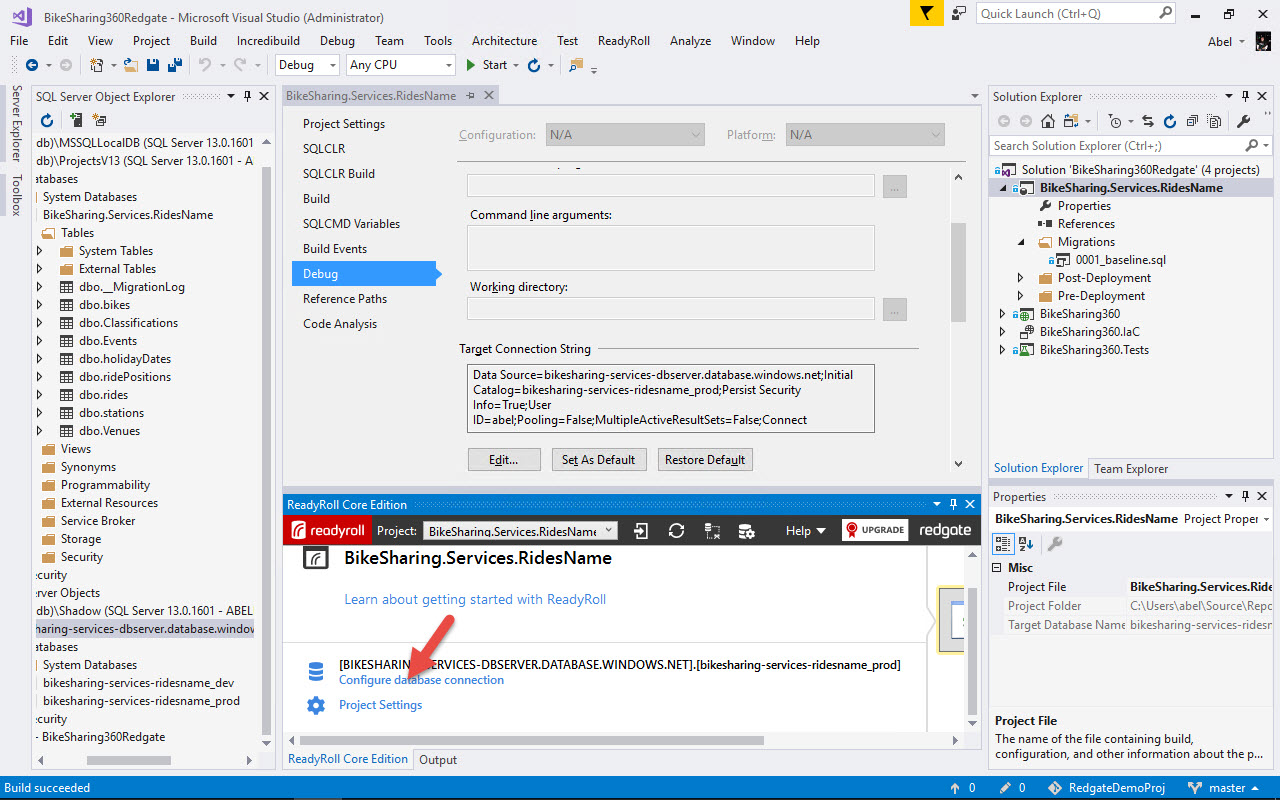 BikeSharing360Redgate - Microsoft Visual Studio (Administrator)
Quick Launch (Ctrl+Q)
File Edit View Project Build Incredibuild Debug Team Tools Architecture Test ReadyRoll Analyze Window Help
Abel
Debug Any CPU Start
Server Explorer
Toolbox
SQL Server Object Explorer
db)\MSSQLLocalDB (SQL Server 13.0.1601
db)\ProjectsV13 (SQL Server 13.0.1601 - A
atabases
System Databases
BikeSharing.Services.RidesName
Tables
System Tables
External Tables
dbo.__MigrationLog
dbo.bikes
dbo.Classifications
dbo.Events
dbo.holidayDates
dbo.ridePositions
dbo.rides
dbo.stations
dbo.Venues
Views
Synonyms
Programmability
External Resources
Service Broker
Storage
Security
ecurity
erver Objects
db)\Shadow (SQL Server 13.0.1601 - ABEL
haring-services-dbserver.database.window
atabases
System Databases
bikesharing-services-ridesname_dev
bikesharing-services-ridesname_prod
ecurity
- BikeSharing360Redgate
BikeSharing.Services.RidesName
Project Settings
SQLCLR
SQLCLR Build
Build
SQLCMD Variables
Build Events
Debug
Reference Paths
Code Analysis
Configuration: N/A Platform: N/A
...
Command line arguments:
Working directory:
...
Target Connection String
Data Source=bikesharing-services-dbserver.database.windows.net;Initial
Catalog=bikesharing-services-ridesname_prod;Persist Security
Info=True;User
ID=abel;Pooling=False;MultipleActiveResultSets=False;Connect
Edit... Set As Default Restore Default
ReadyRoll Core Edition
readyroll Project: BikeSharing.Services.RidesName Help UPGRADE redgate
BikeSharing.Services.RidesName
Learn about getting started with ReadyRoll
[BIKESHARIN SERVICES-DBSERVER.DATABASE.WINDOWS.NET].[bikesharing-services-ridesname_prod]
Configure database connection
Project Settings
ReadyRoll Core Edition Output
Solution Explorer
Search Solution Explorer (Ctrl+;)
Solution 'BikeSharing360Redgate' (4 projects)
BikeSharing.Services.RidesName
Properties
References
Migrations
0001_baseline.sql
Post-Deployment
Pre-Deployment
BikeSharing360
BikeSharing360.IaC
BikeSharing360.Tests
Solution Explorer Team Explorer
Properties
BikeSharing.Services.RidesName Project Proper
Misc
Project File BikeSharing.Services.Ride
Project Folder C:\Users\abel\Source\Repo
Target Database Name bikesharing-services-ridesn
Project File
The name of the file containing build,
configuration, and other information about the p...
Build succeeded
0 0 RedgateDemoProj master